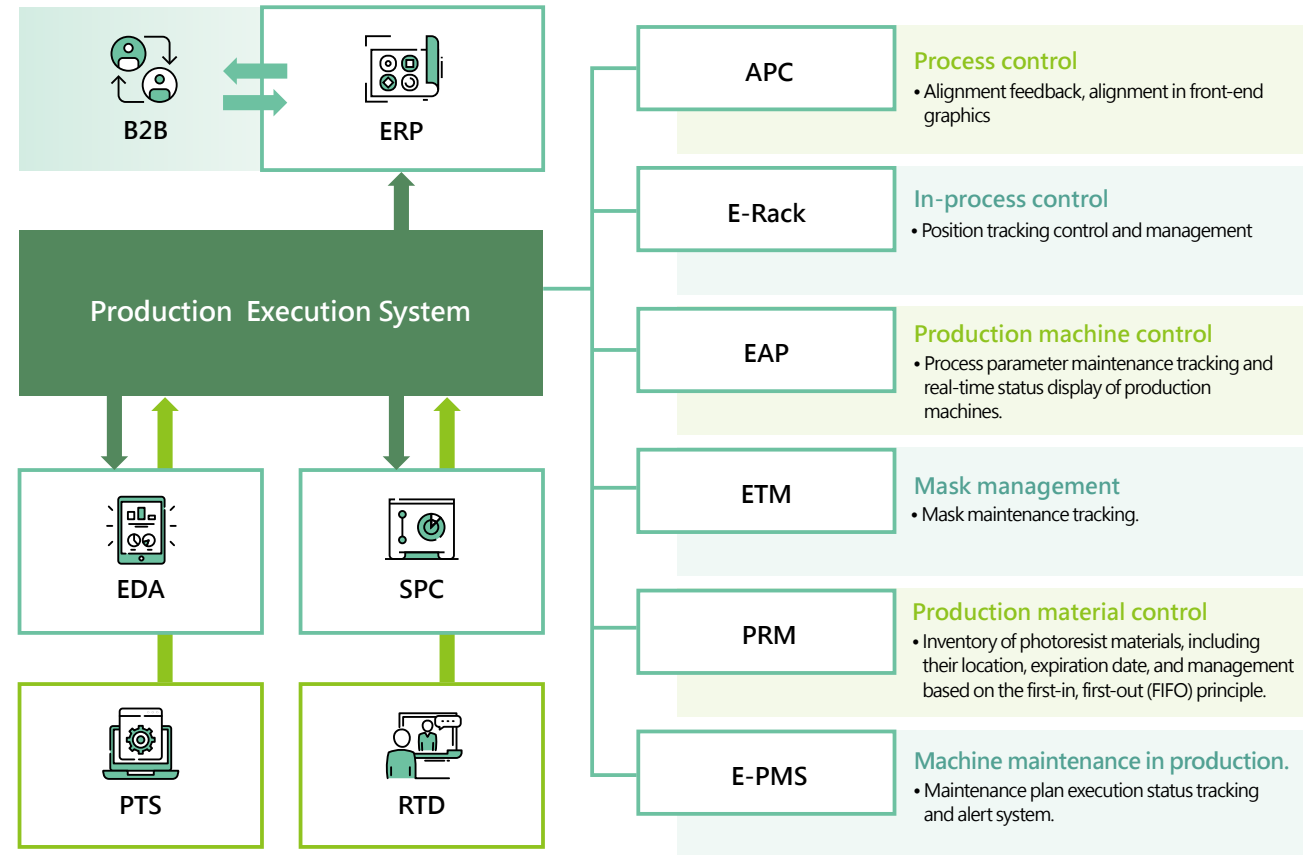 B2B
ERP
Production Execution System
EDA
SPC
PTS
RTD
APC
Process control
• Alignment feedback, alignment in front-end
graphics
E-Rack
In-process control
• Position tracking control and management
EAP
Production machine control
• Process parameter maintenance tracking and
real-time status display of production
machines.
ETM
Mask management
• Mask maintenance tracking.
PRM
Production material control
• Inventory of photoresist materials, including
their location, expiration date, and management
based on the first-in, first-out (FIFO) principle.
E-PMS
Machine maintenance in production.
• Maintenance plan execution status tracking
and alert system.